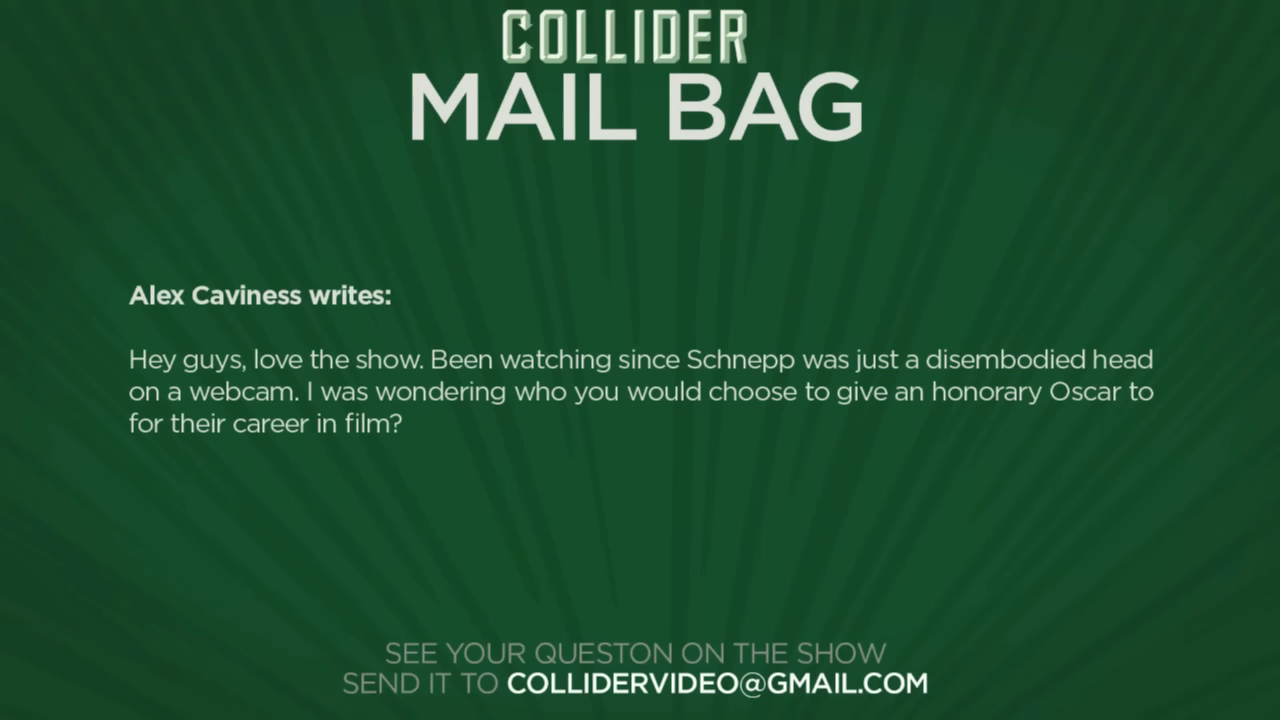 COLLIDER
MAIL BAG
Alex Caviness writes:
Hey guys, love the show. Been watching since Schnepp was just a disembodied head
on a webcam. I was wondering who you would choose to give an honorary Oscar to
for their career in film?
SEE YOUR QUESTON ON THE SHOW
SEND IT TO COLLIDERVIDEO@GMAIL.COM